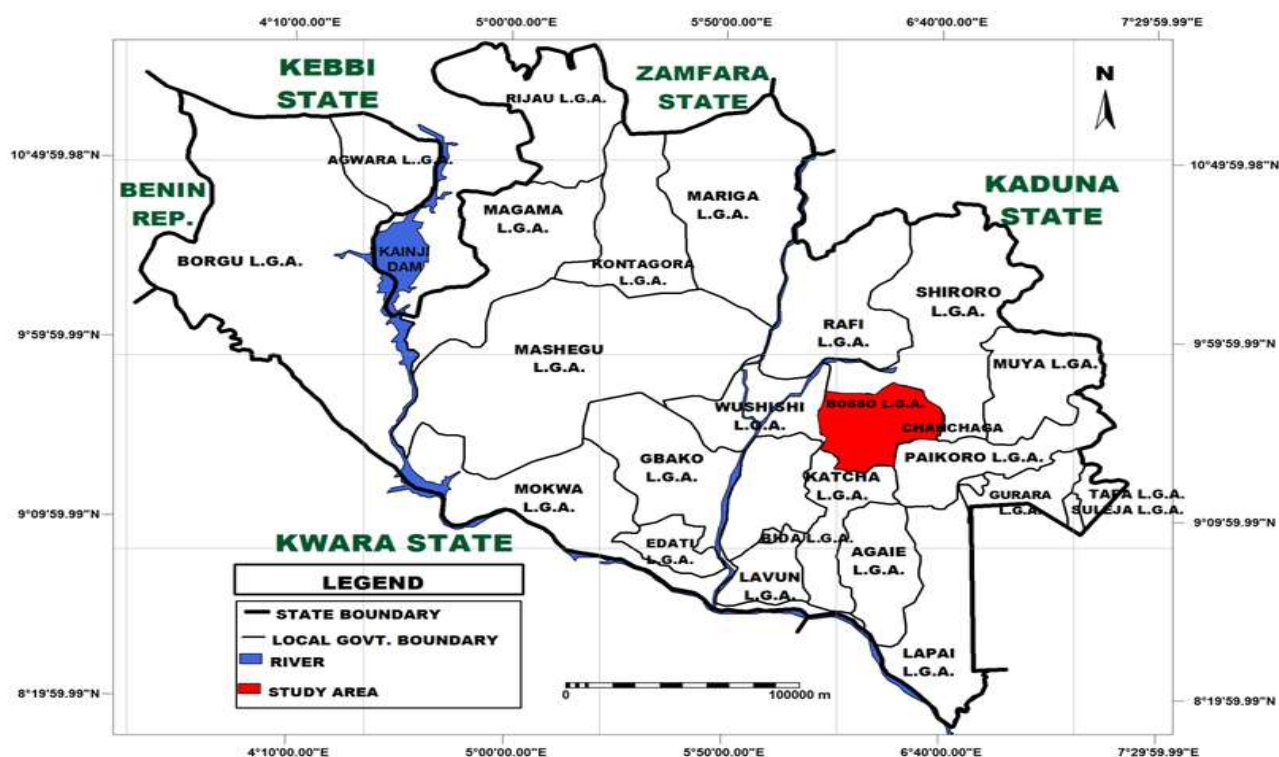 4°10'00.00"E
5°00'00.00"E
5°50'00.00"E
6°40'00.00"E
7°29'59.99"E
KEBBI
STATE
ZAMFARA
STATE
N
RIJAU L.G.A.
10°49'59.98"N
AGWARA L..G.A.
10°49'59.98"N
BENIN
REP.
KADUNA
STATE
MAGAMA
L.G.A.
MARIGA
L.G.A.
BORGU L.G.A.
KAINJI
DAM
KONTAGORA
L.G.A.
SHIRORO
L.G.A.
9°59'59.99"N
RAFI
L.G.A.
9°59'59.99"N
MASHEGU
L.G.A.
MUYA L.GA.
WUSHISHI
L.G.A.
BOSSO L.G.A.
CHANCHAGA
GBAKO
L.G.A.
PAIKORO L.G.A.
KATCHA
L.G.A.
MOKWA
L.G.A.
GURARA
L.G.A.
TAFA L.G.A.
SULEJA L.G.A.
9°09'59.99"N
9°09'59.99"N
KWARA STATE
EDATI
L.G.A.
BIDA L.G.A.
AGAIE
L.G.A.
LAVUN
L.G.A.
LEGEND
STATE BOUNDARY
LOCAL GOVT. BOUNDARY
RIVER
STUDY AREA
LAPAI
L.G.A.
0
100000 m
8°19'59.99"N
8°19'59.99"N
4°10'00.00"E
5°00'00.00"E
5°50'00.00"E
6°40'00.00"E
7°29'59.99"E